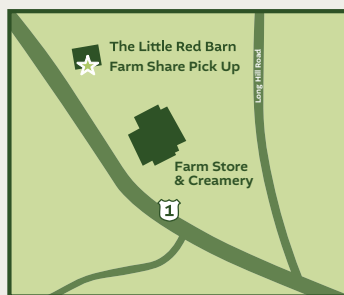 The Little Red Barn
Farm Share Pick Up
Long Hill Road
Farm Store
& Creamery
1